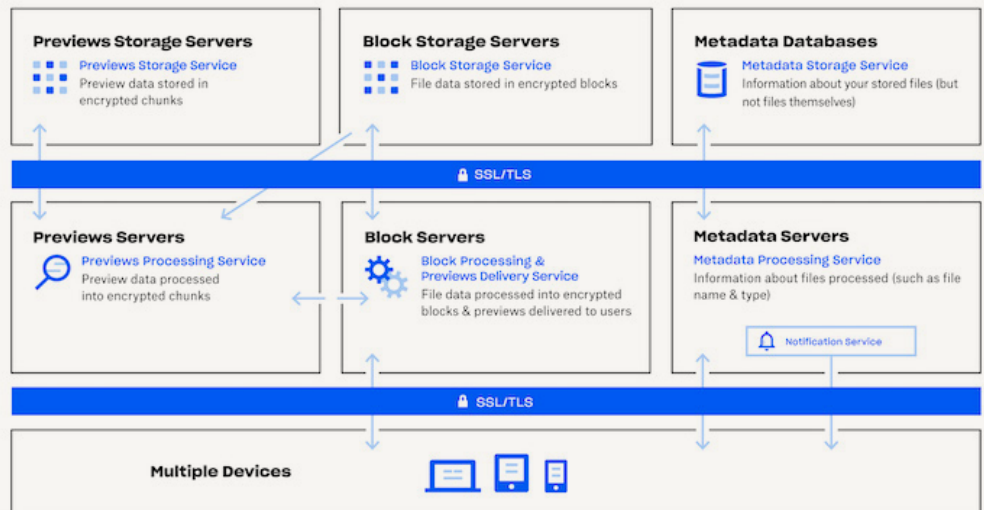 Previews Storage Servers
Previews Storage Service
Preview data stored in
encrypted chunks
Block Storage Servers
Block Storage Service
File data stored in encrypted blocks
Metadata Databases
Metadata Storage Service
Information about your stored files (but
not files themselves)
SSL/TLS
Previews Servers
Previews Processing Service
Preview data processed
into encrypted chunks
Block Servers
Block Processing &
Previews Delivery Service
File data processed into encrypted
blocks & previews delivered to users
Metadata Servers
Metadata Processing Service
Information about files processed (such as file
name & type)
Notification Service
SSL/TLS
Multiple Devices